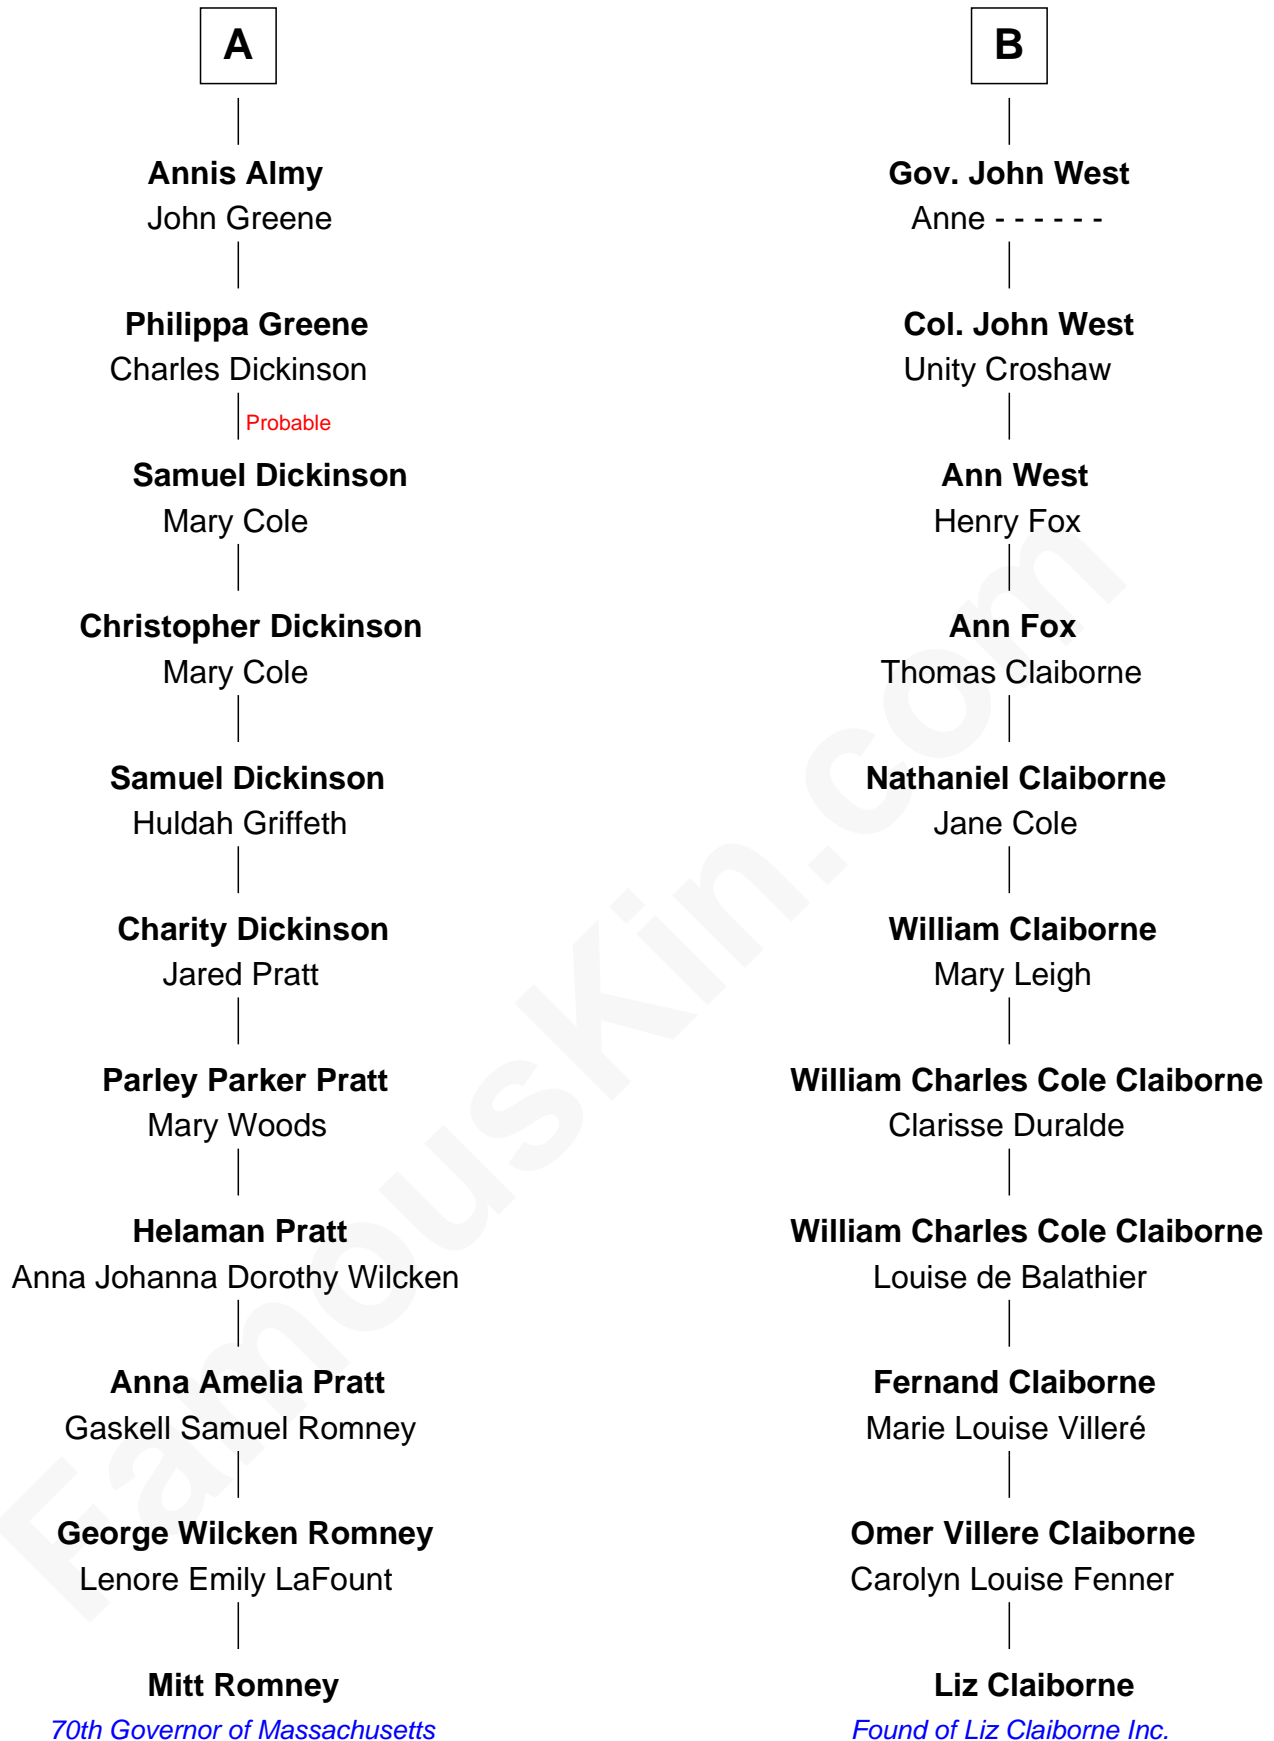 A
Annis Almy
John Greene
Philippa Greene
Charles Dickinson
Probable
Samuel Dickinson
Mary Cole
Christopher Dickinson
Mary Cole
Samuel Dickinson
Huldah Griffeth
Charity Dickinson
Jared Pratt
Parley Parker Pratt
Mary Woods
Helaman Pratt
Anna Johanna Dorothy Wilcken
Anna Amelia Pratt
Gaskell Samuel Romney
George Wilcken Romney
Lenore Emily LaFount
Mitt Romney
70th Governor of Massachusetts
B
Gov. John West
Anne - - - - - -
Col. John West
Unity Croshaw
Ann West
Henry Fox
Ann Fox
Thomas Claiborne
Nathaniel Claiborne
Jane Cole
William Claiborne
Mary Leigh
William Charles Cole Claiborne
Clarisse Duralde
William Charles Cole Claiborne
Louise de Balathier
Fernand Claiborne
Marie Louise Villeré
Omer Villere Claiborne
Carolyn Louise Fenner
Liz Claiborne
Found of Liz Claiborne Inc.
FamousKin.com